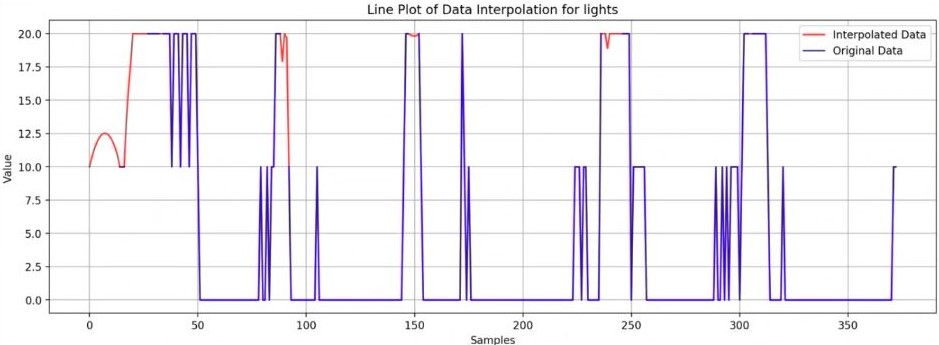 Line Plot of Data Interpolation for lights
Interpolated Data
Original Data
Value
20.0
17.5
15.0
12.5
10.0
7.5
5.0
2.5
0.0
0 50 100 150 200 250 300 350
Samples